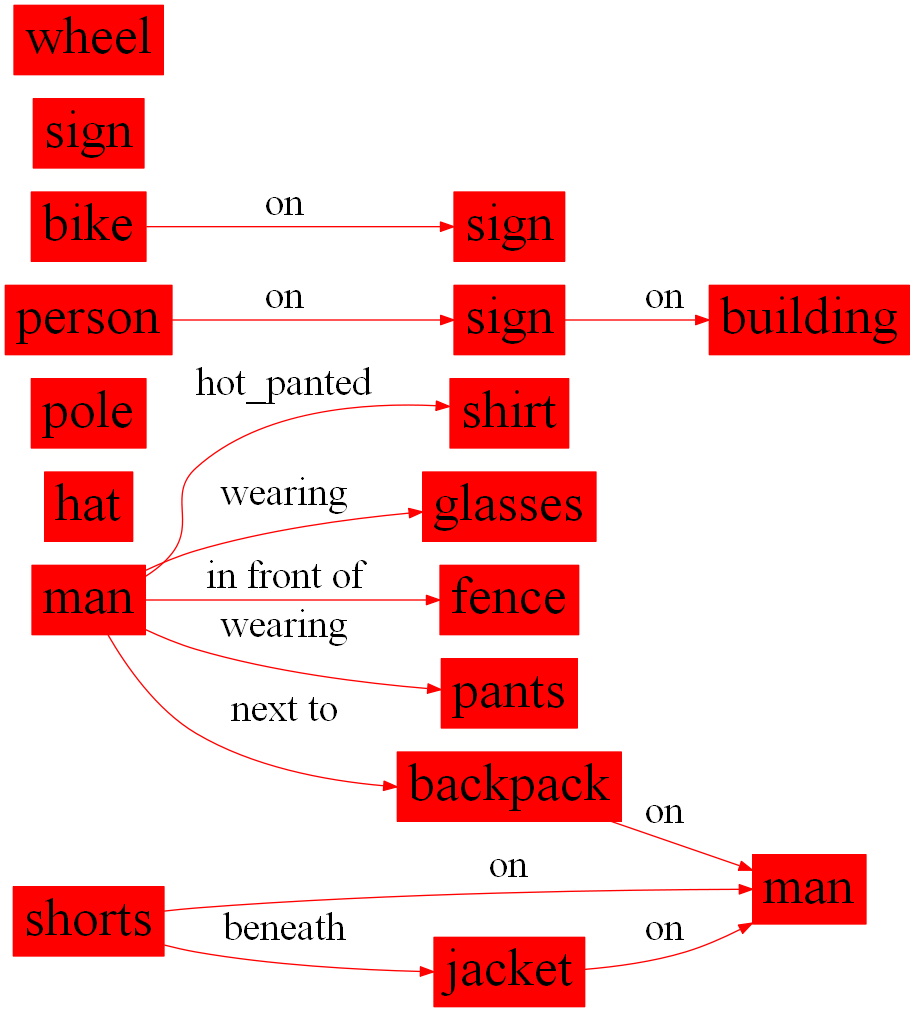 wheel
sign
bike on sign
person on sign on building
pole hot_panted shirt
hat wearing glasses
man in front of fence
wearing pants
next to backpack
on
shorts on man
beneath jacket on